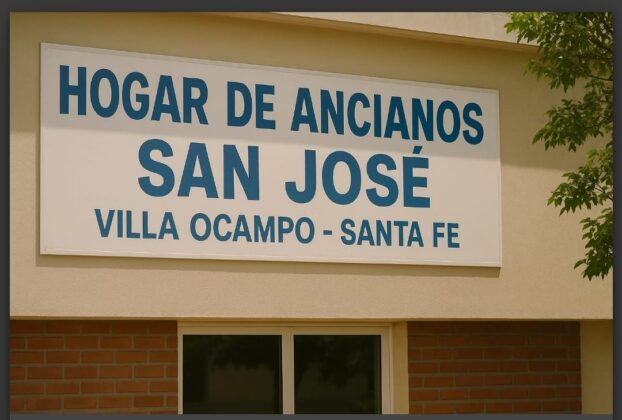 HOGAR DE ANCIANOS
SAN JOSÉ
VILLA OCAMPO - SANTA FE